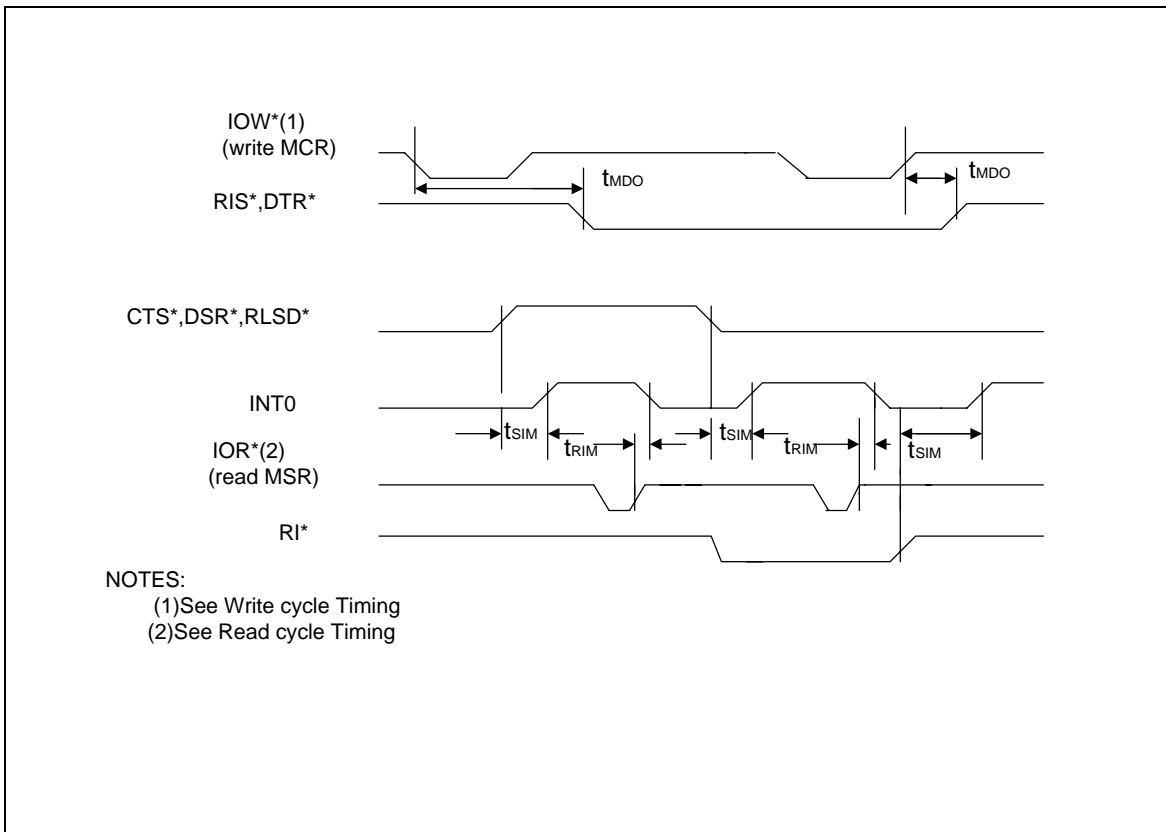 IOW*(1)
(write MCR)
tMDO
tMDO
RIS*,DTR*
CTS*,DSR*,RLSD*
INT0
tSIM
tRIM
tSIM
tRIM
tSIM
IOR*(2)
(read MSR)
RI*
NOTES:
(1)See Write cycle Timing
(2)See Read cycle Timing